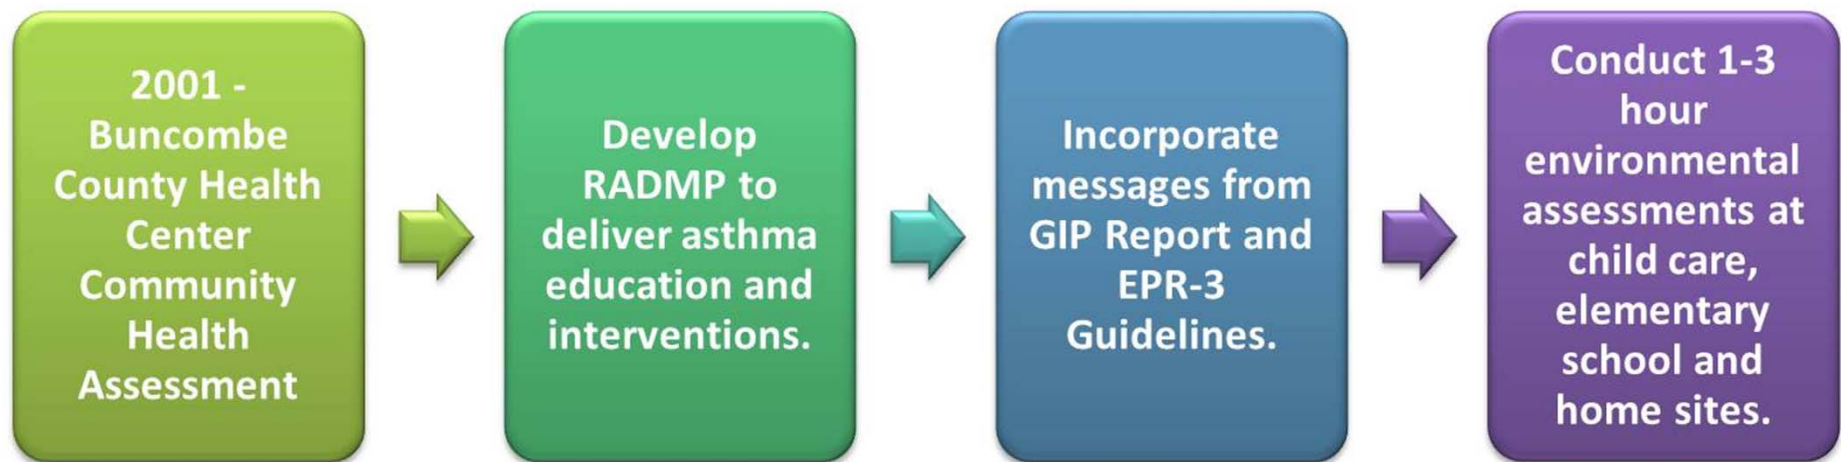 2001 -
Buncombe
County Health
Center
Community
Health
Assessment
Develop
RADMP to
deliver asthma
education and
interventions.
Incorporate
messages from
GIP Report and
EPR-3
Guidelines.
Conduct 1-3
hour
environmental
assessments at
child care,
elementary
school and
home sites.